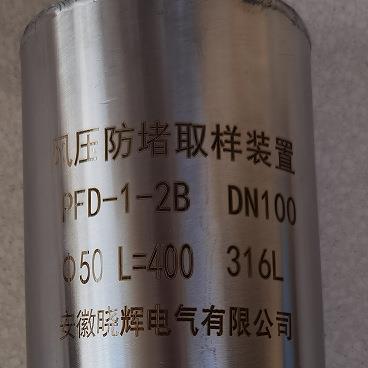 风压防堵取样装置
PFD-1-2B DN100
Φ50 L=400 316L
安徽晓辉电气有限公司